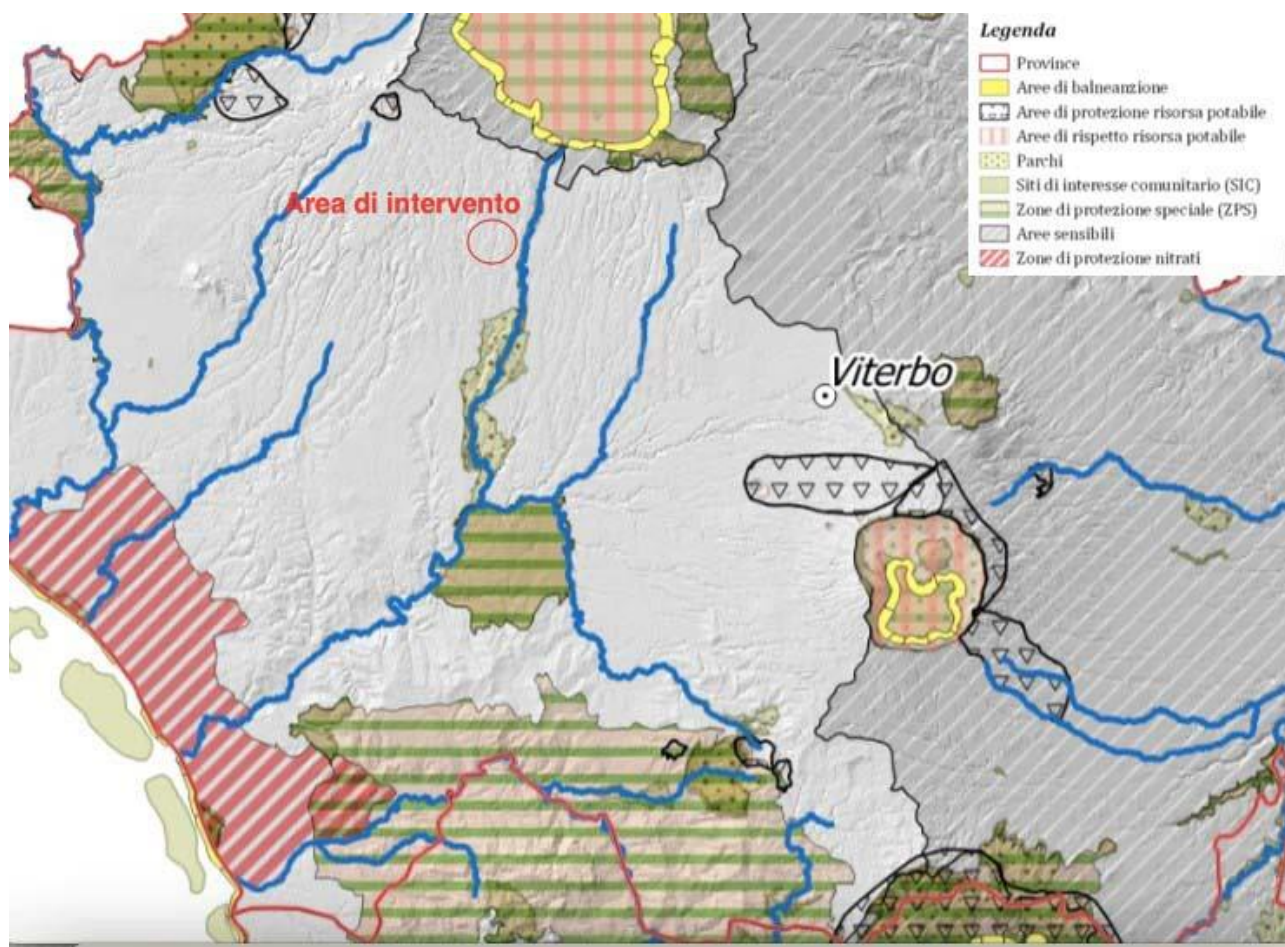 Legenda
Province
Aree di balneanzione
Aree di protezione risorsa potabile
Aree di rispetto risorsa potabile
Parchi
Siti di interesse comunitario (SIC)
Zone di protezione speciale (ZPS)
Aree sensibili
Zone di protezione nitrati
Area di intervento
Viterbo